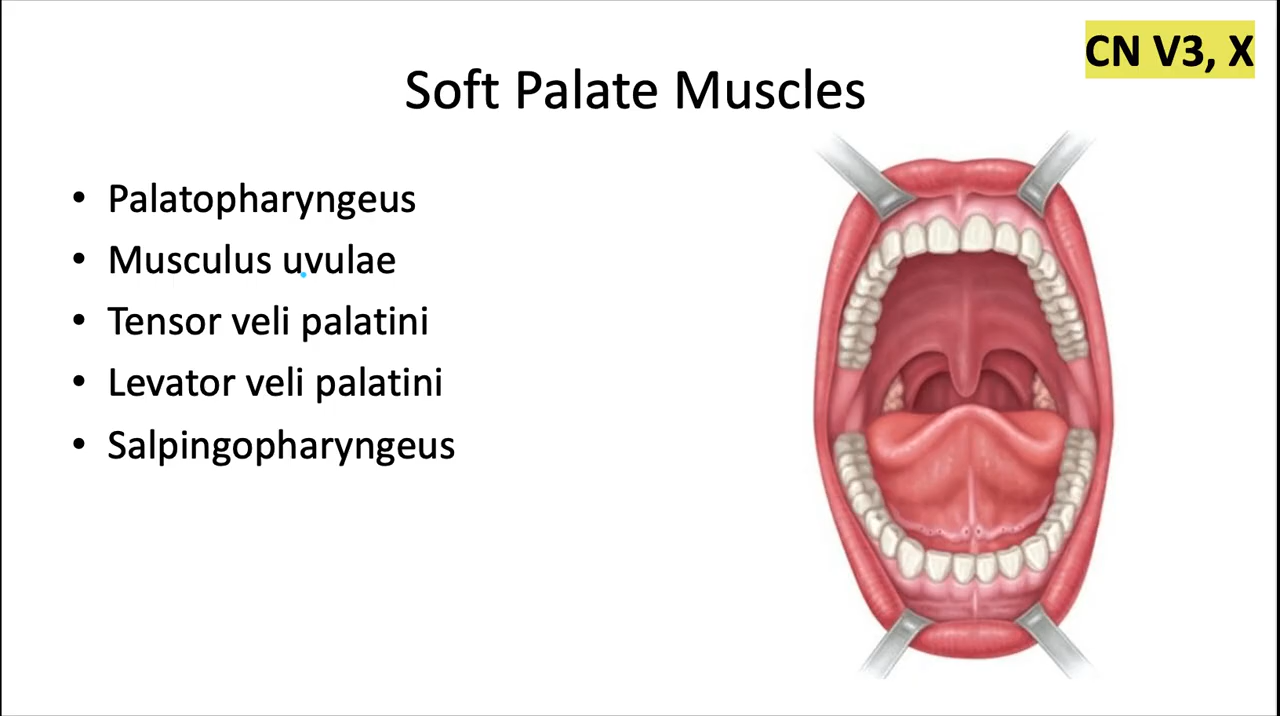 CN V3, X
Soft Palate Muscles
• Palatopharyngeus
• Musculus uvulae
• Tensor veli palatini
• Levator veli palatini
• Salpingopharyngeus